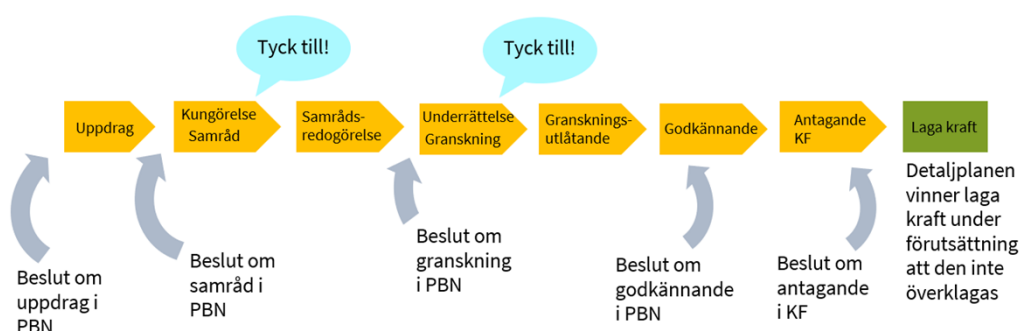 Tyck till!
Tyck till!
Uppdrag
Kungörelse
Samråd
Samråds-
redogörelse
Underrättelse
Granskning
Gransknings-
utlåtande
Godkännande
Antagande
KF
Laga kraft
Beslut om
uppdrag i
PBN
Beslut om
samråd i
PBN
Beslut om
granskning
i PBN
Beslut om
godkännande
i PBN
Beslut om
antagande
i KF
Detaljplanen
vinner laga
kraft under
förutsättning
att den inte
överklagas